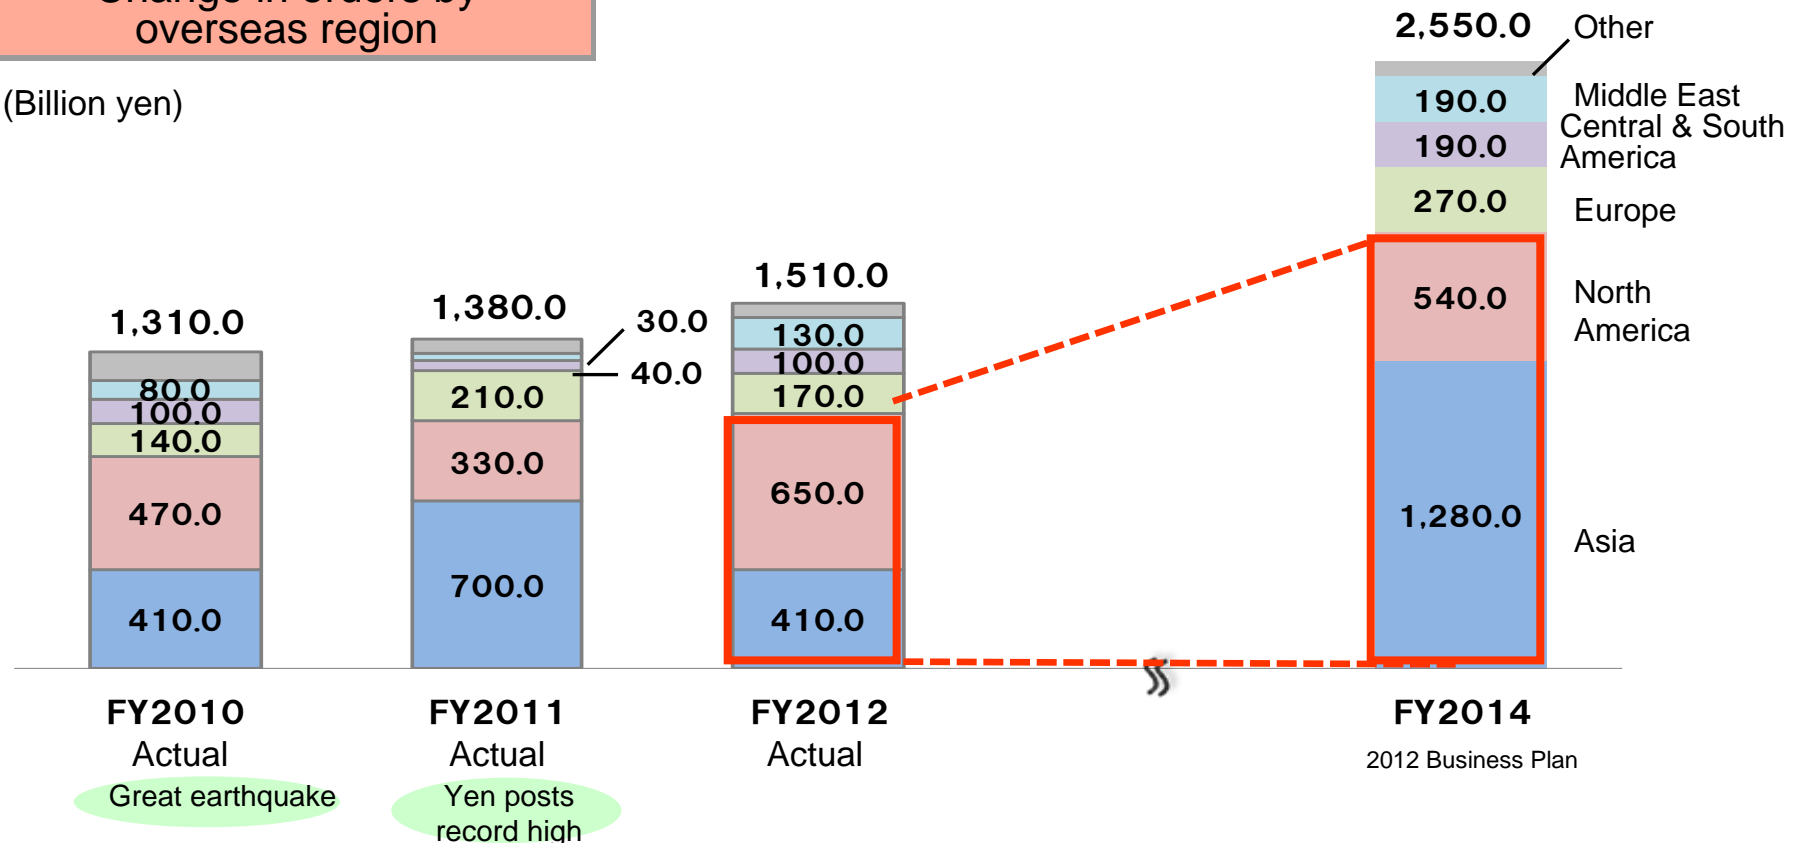 Change in orders by
overseas region
(Billion yen)
2,550.0
Other
190.0
Middle East
190.0
Central & South
America
270.0
Europe
540.0
North
America
1,280.0
Asia
1,510.0
130.0
100.0
170.0
650.0
410.0
1,380.0
30.0
40.0
210.0
330.0
700.0
1,310.0
80.0
100.0
140.0
470.0
410.0
FY2010
Actual
Great earthquake
FY2011
Actual
Yen posts
record high
FY2012
Actual
FY2014
2012 Business Plan